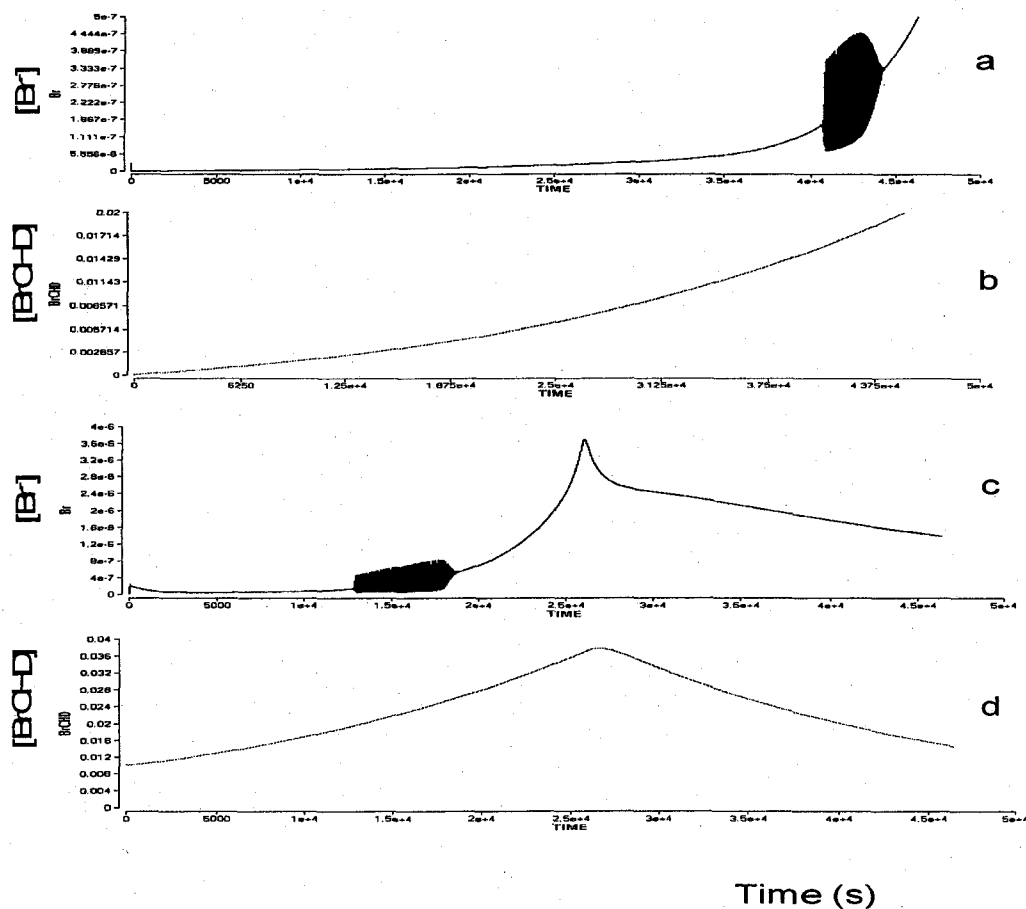 [Br]
Br
5e-7
4.444e-7
3.889e-7
3.333e-7
2.778e-7
2.222e-7
1.667e-7
1.111e-7
5.556e-8
0
a
0 5000 1e+4 1.5e+4 2e+4 2.5e+4 3e+4 3.5e+4 4e+4 4.5e+4 5e+4
TIME
[BrCHD]
BrCHD
0.02
0.01714
0.01429
0.01143
0.008571
0.005714
0.002857
0
b
0 6250 1.25e+4 1.875e+4 2.5e+4 3.125e+4 3.75e+4 4.375e+4 5e+4
TIME
[Br]
Br
4e-6
3.6e-6
3.2e-6
2.8e-6
2.4e-6
2e-6
1.6e-6
1.2e-6
8e-7
4e-7
0
c
0 5000 1e+4 1.5e+4 2e+4 2.5e+4 3e+4 3.5e+4 4e+4 4.5e+4 5e+4
TIME
[BrCHD]
BrCHD
0.04
0.036
0.032
0.028
0.024
0.02
0.016
0.012
0.008
0
d
0 5000 1e+4 1.5e+4 2e+4 2.5e+4 3e+4 3.5e+4 4e+4 4.5e+4 5e+4
TIME
Time (s)